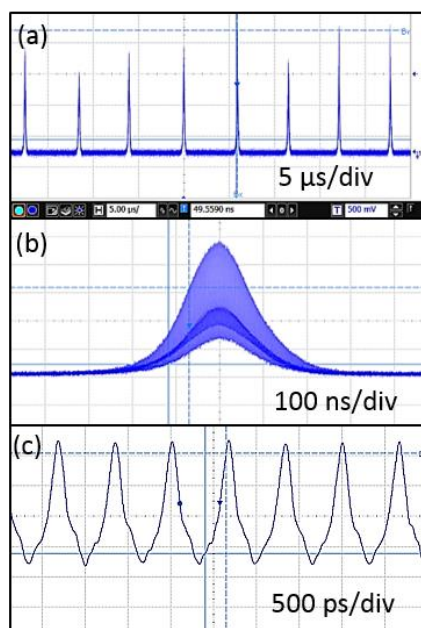 (a)
5 µs/div
H 5.00 µs/ 49.5590 ns T 500 mV
(b)
100 ns/div
(c)
500 ps/div